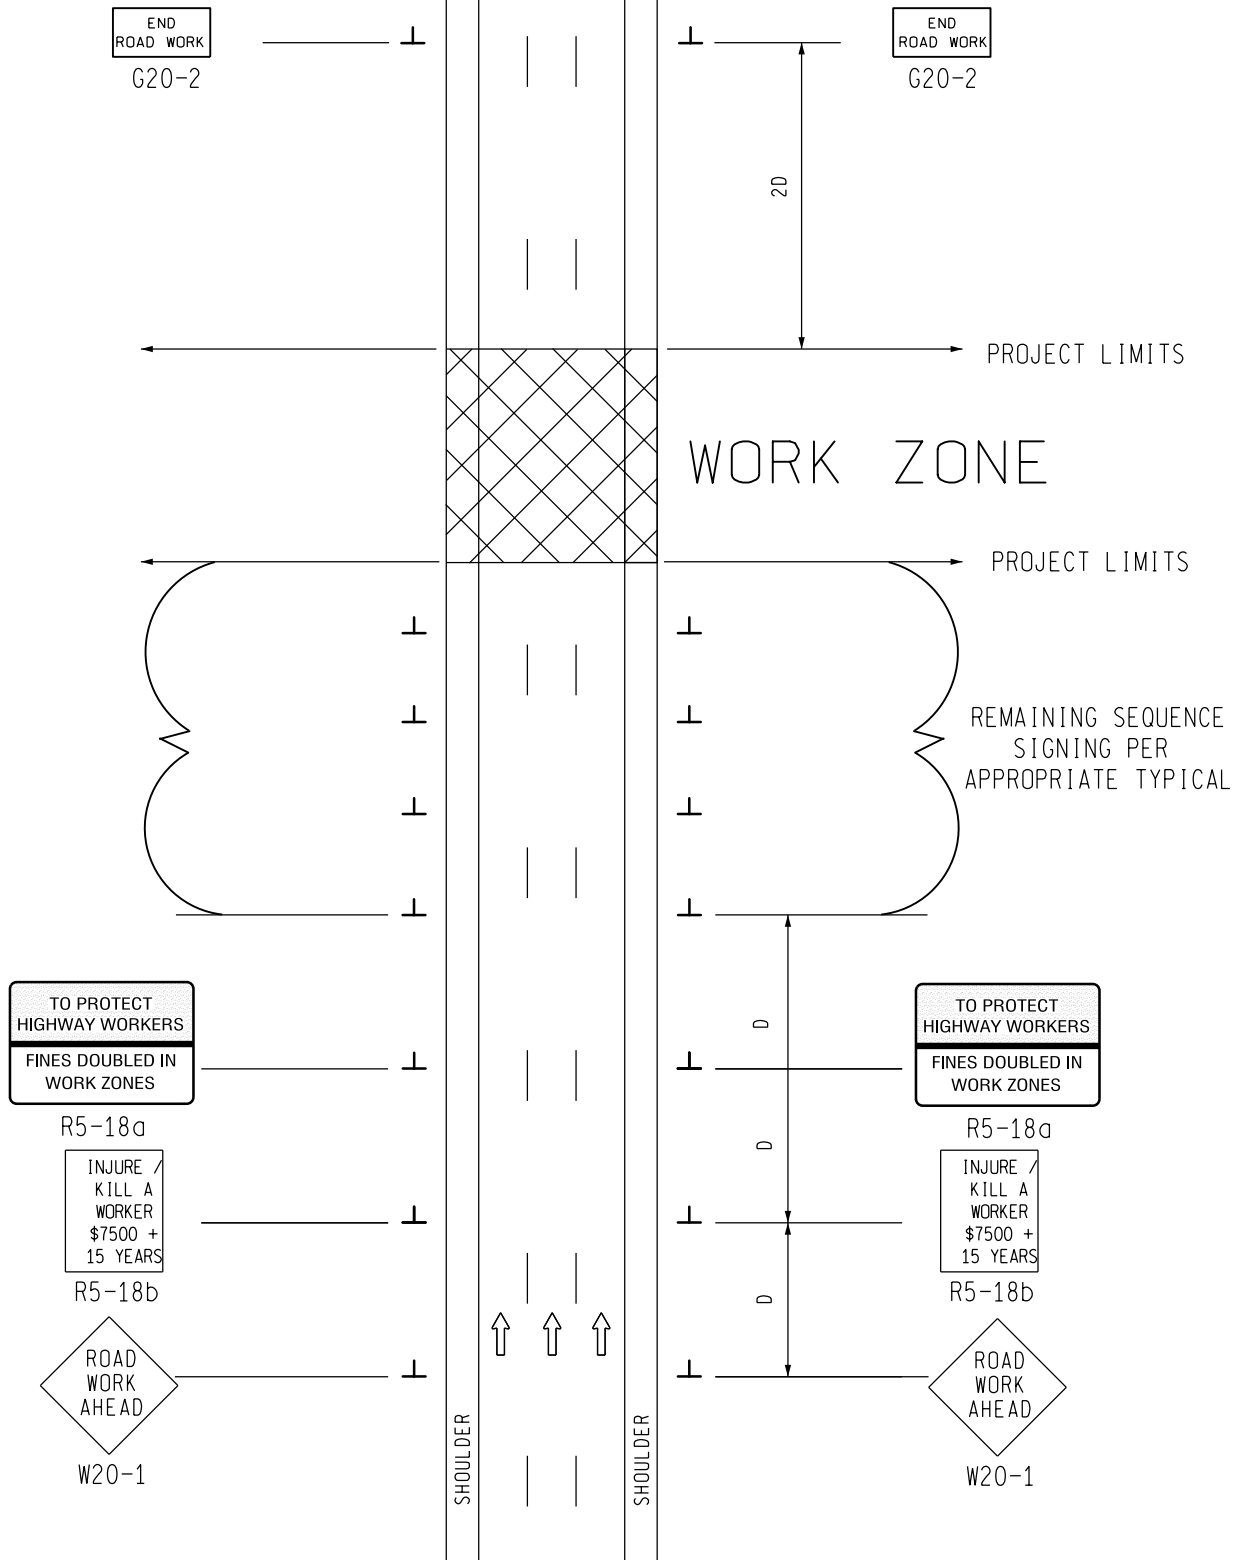 END
ROAD WORK
G20-2
END
ROAD WORK
G20-2
2D
PROJECT LIMITS
WORK ZONE
PROJECT LIMITS
REMAINING SEQUENCE
SIGNING PER
APPROPRIATE TYPICAL
TO PROTECT
HIGHWAY WORKERS
FINES DOUBLED IN
WORK ZONES
R5-18a
D
TO PROTECT
HIGHWAY WORKERS
FINES DOUBLED IN
WORK ZONES
R5-18a
D
INJURE /
KILL A
WORKER
$7500 +
15 YEARS
R5-18b
INJURE /
KILL A
WORKER
$7500 +
15 YEARS
R5-18b
D
ROAD
WORK
AHEAD
W20-1
SHOULDER
SHOULDER
ROAD
WORK
AHEAD
W20-1